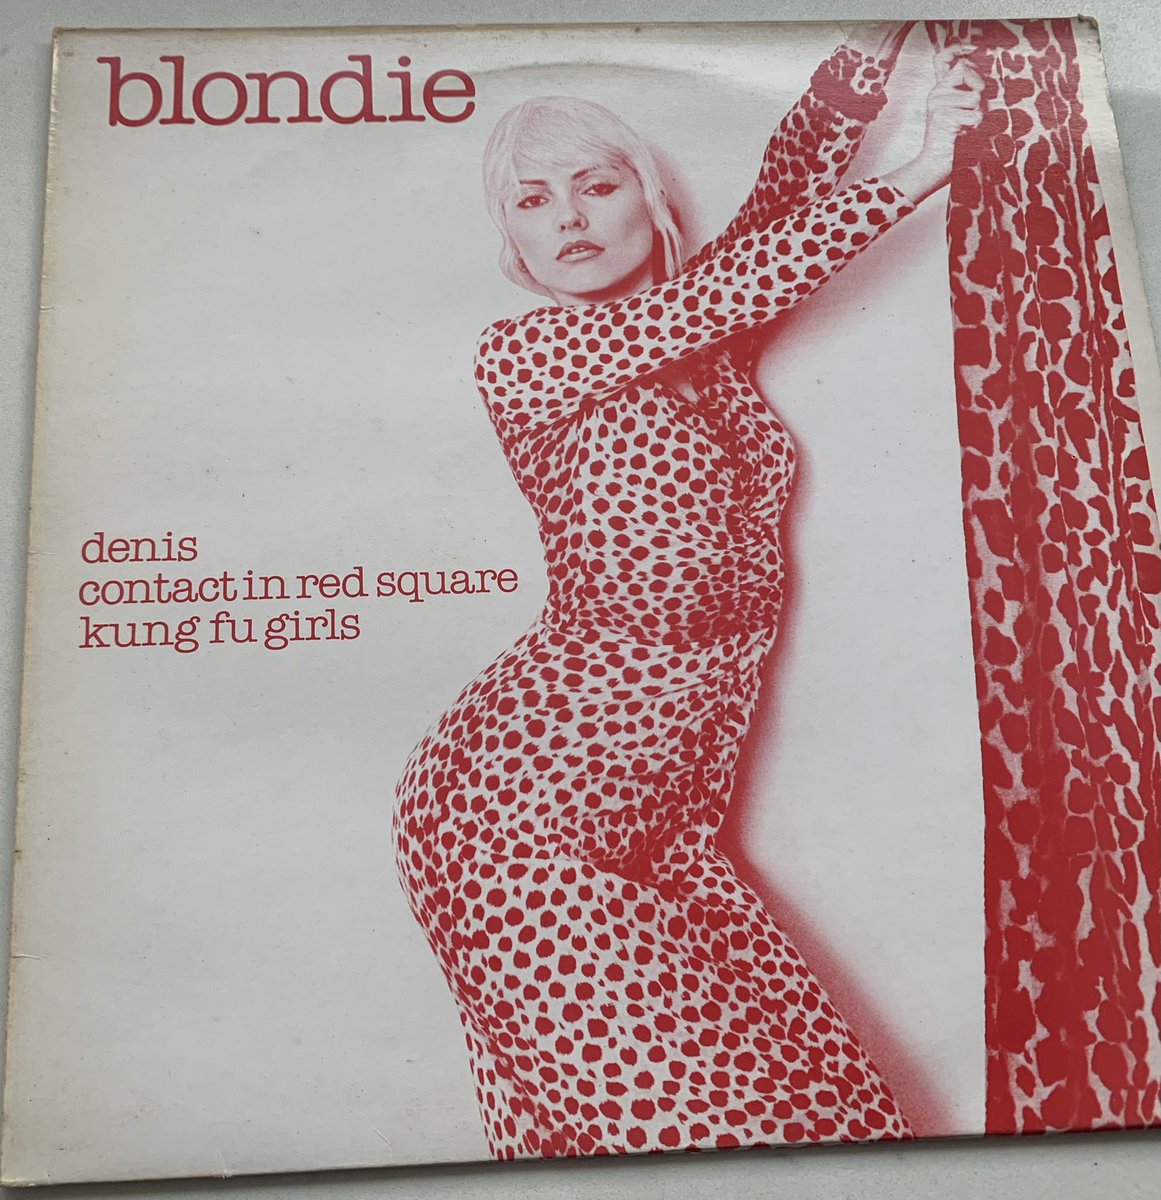 blondie
denis
contact in red square
kung fu girls